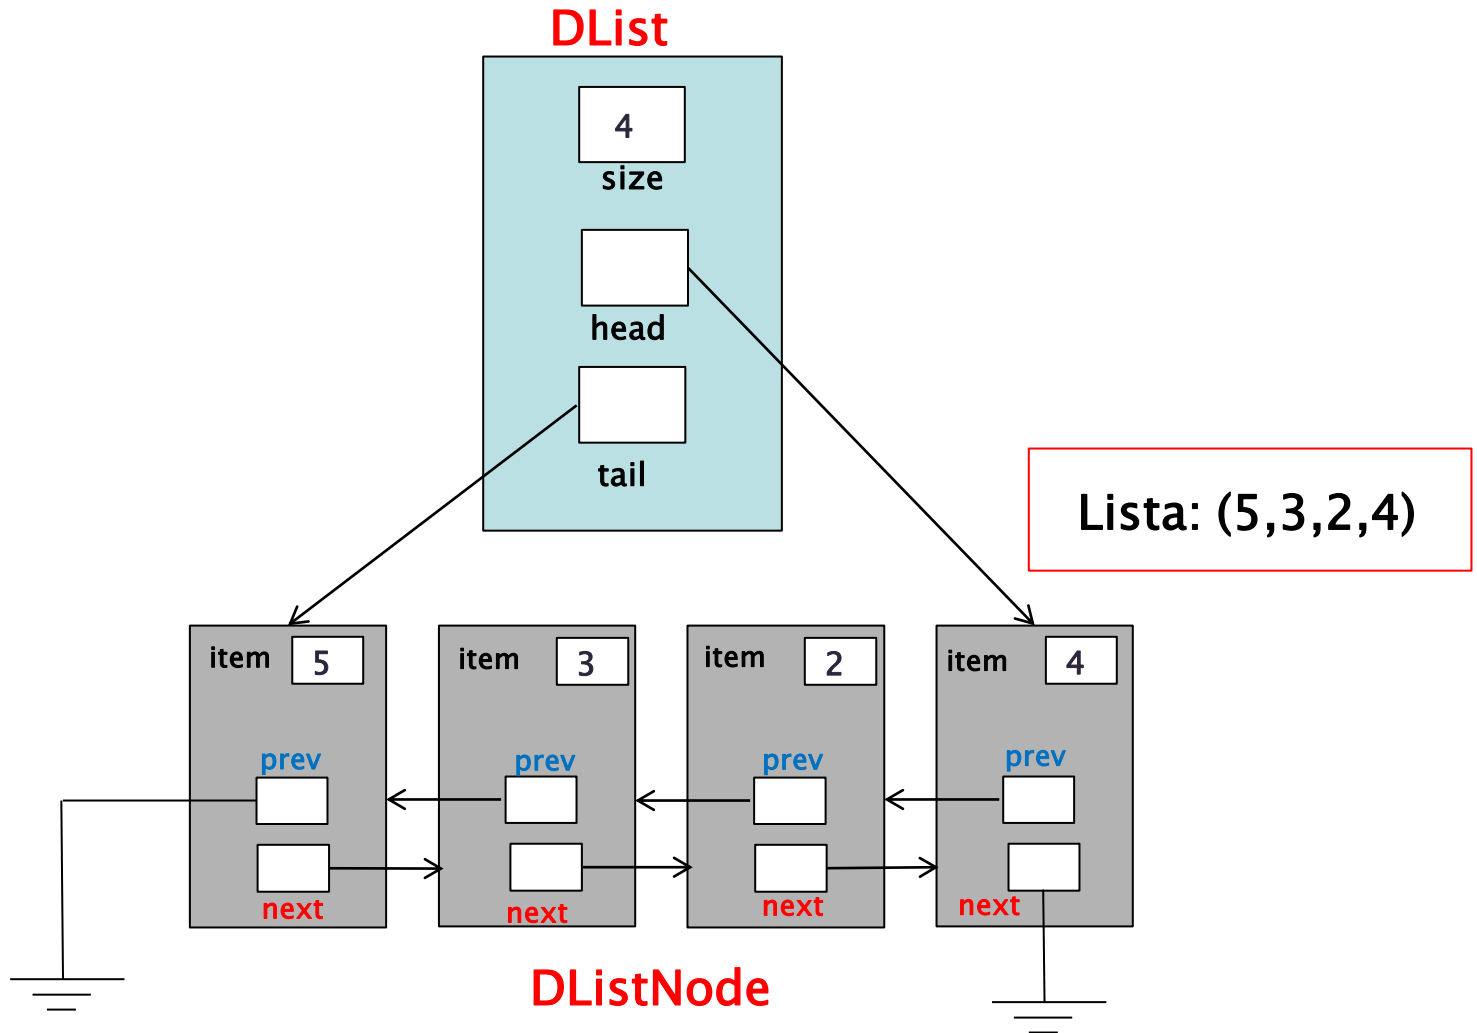 DList
4
size
head
tail
Lista: (5,3,2,4)
item 5
prev
next
item 3
prev
next
item 2
prev
next
item 4
prev
next
DListNode